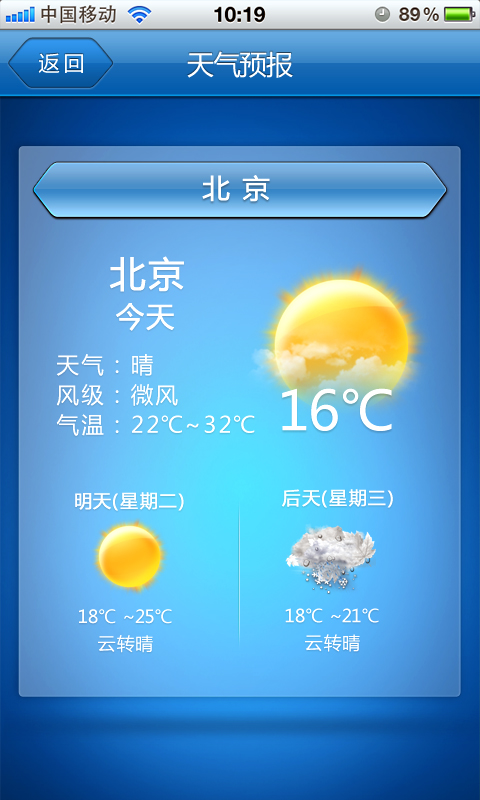 中国移动 10:19 89%
返回 天气预报
北 京
北京
今天
天气：晴
风级：微风
气温：22℃~32℃
16℃
明天(星期二)
18℃ ~25℃
云转晴
后天(星期三)
18℃ ~21℃
云转晴